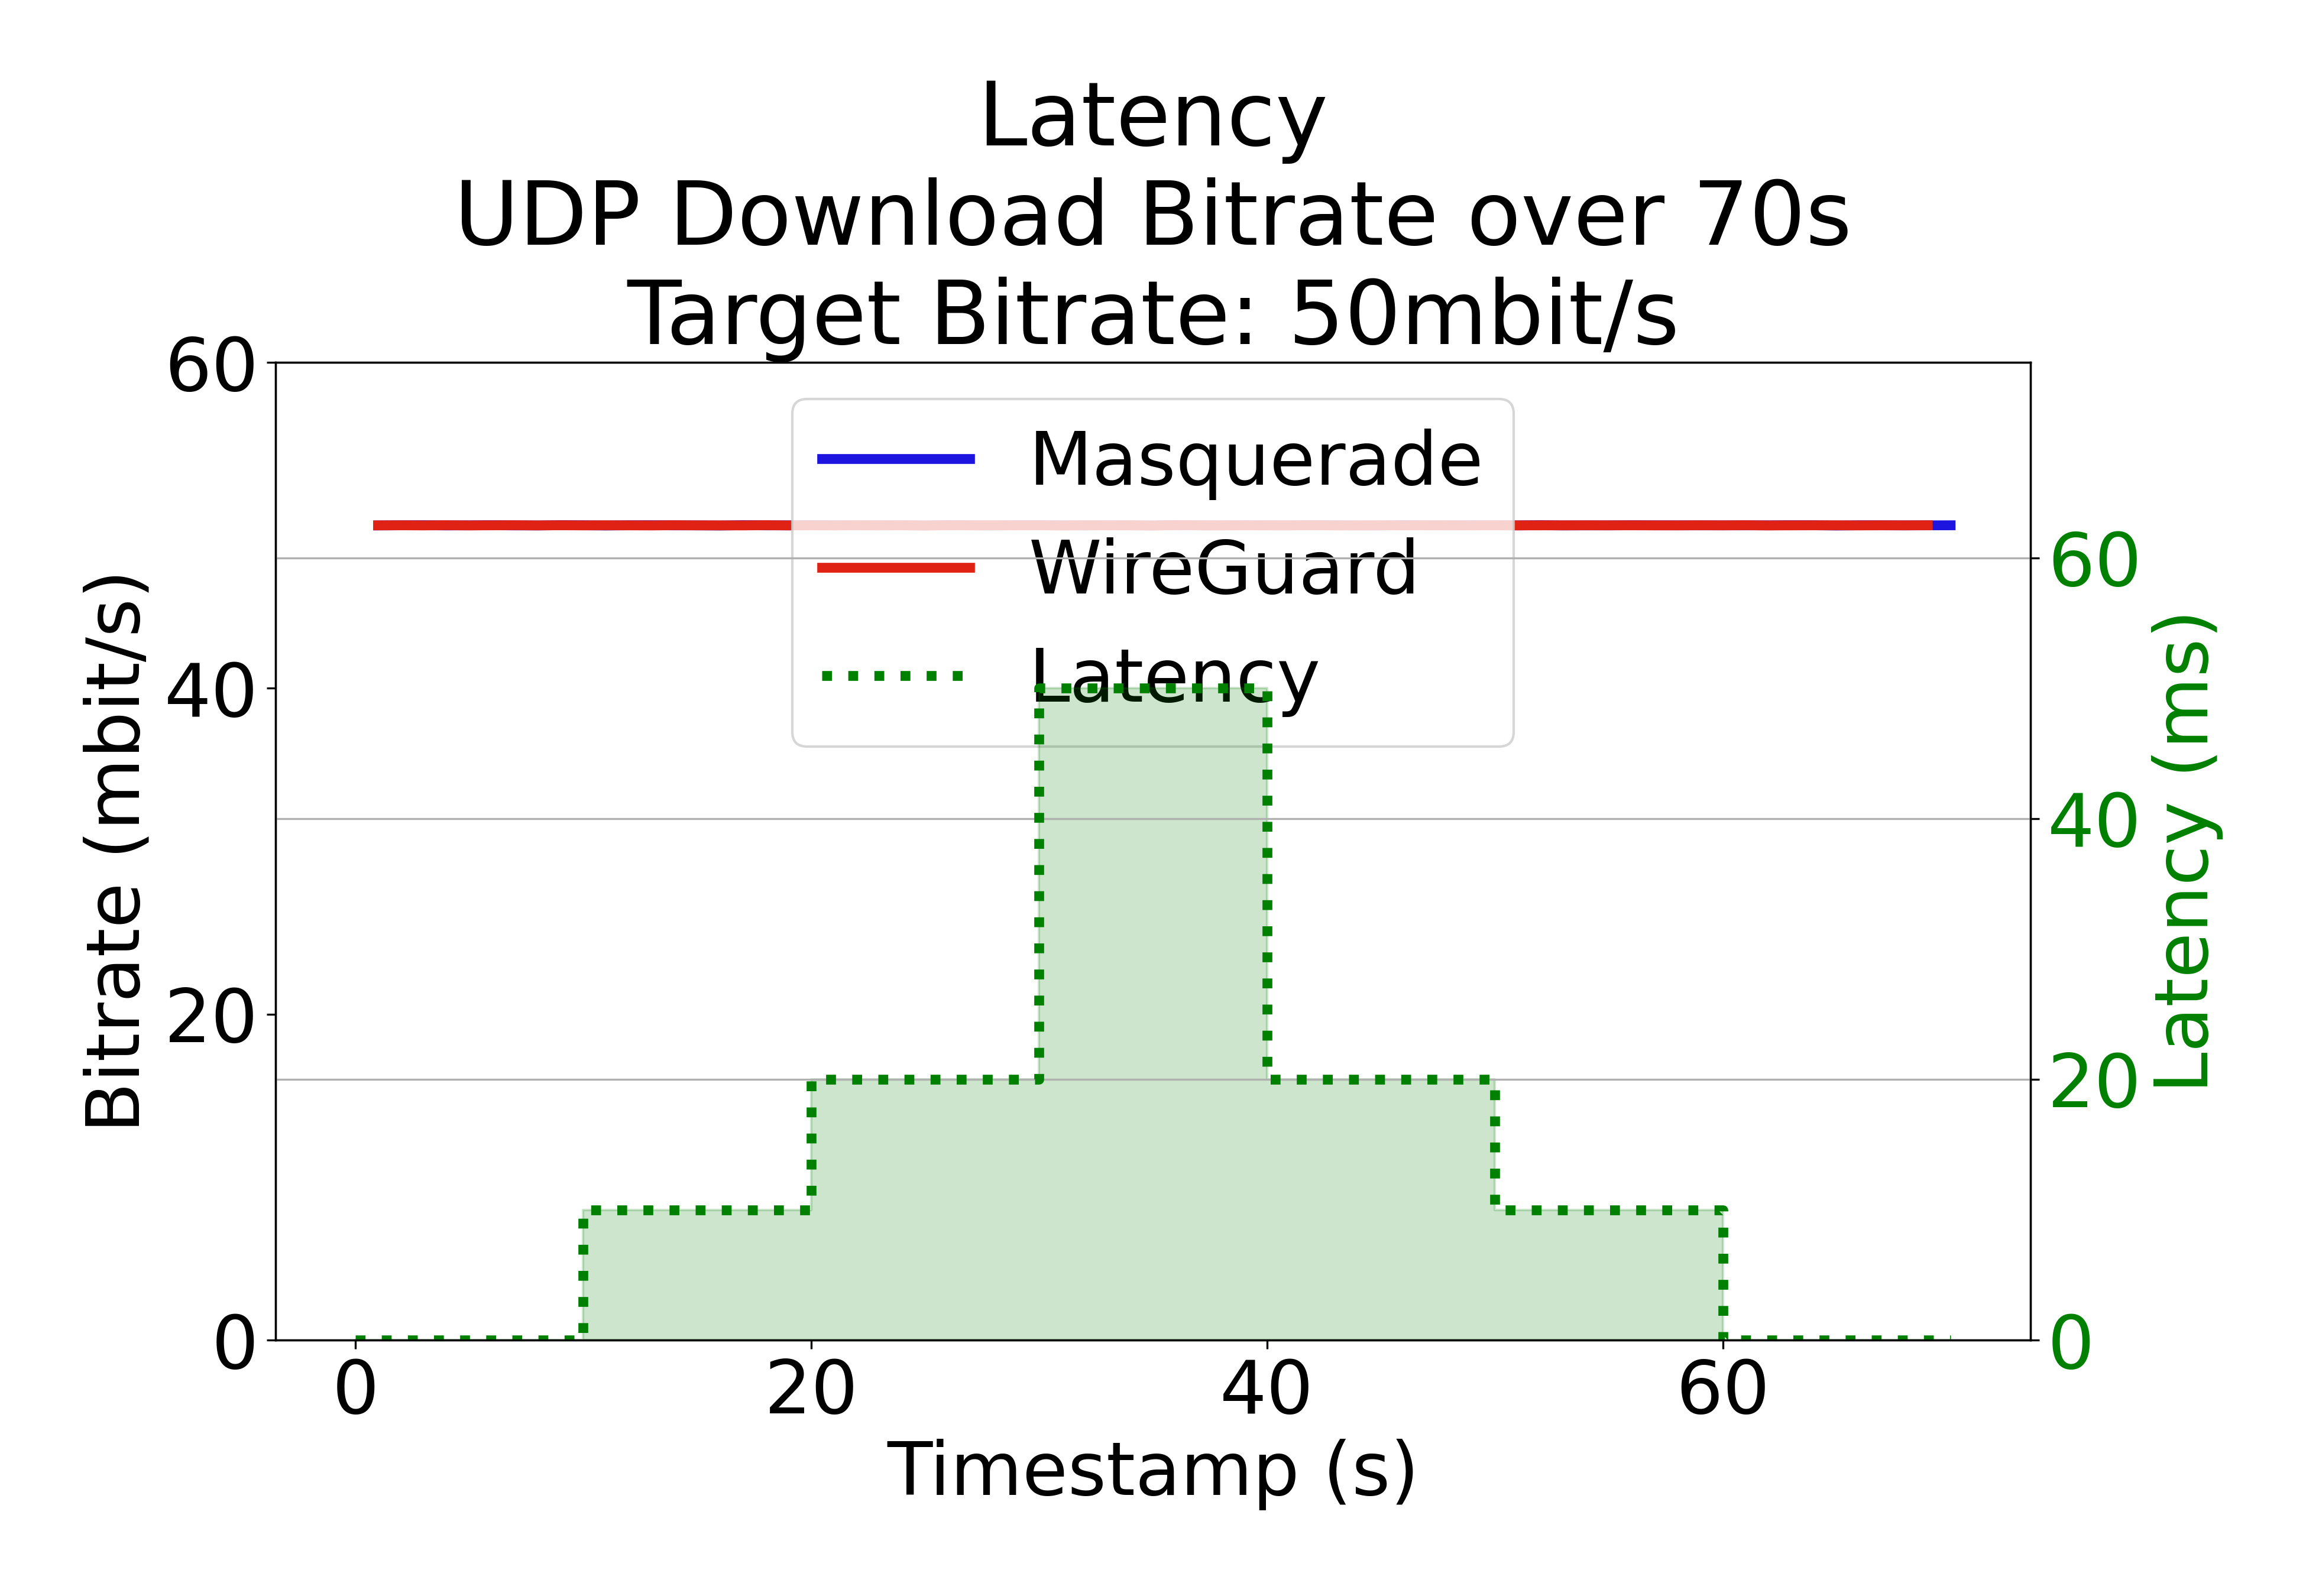 Latency
UDP Download Bitrate over 70s
Target Bitrate: 50mbit/s
60
40
20
0
Bitrate (mbit/s)
Masquerade
WireGuard
Latency
60
40
20
0
Latency (ms)
0
20
40
60
Timestamp (s)